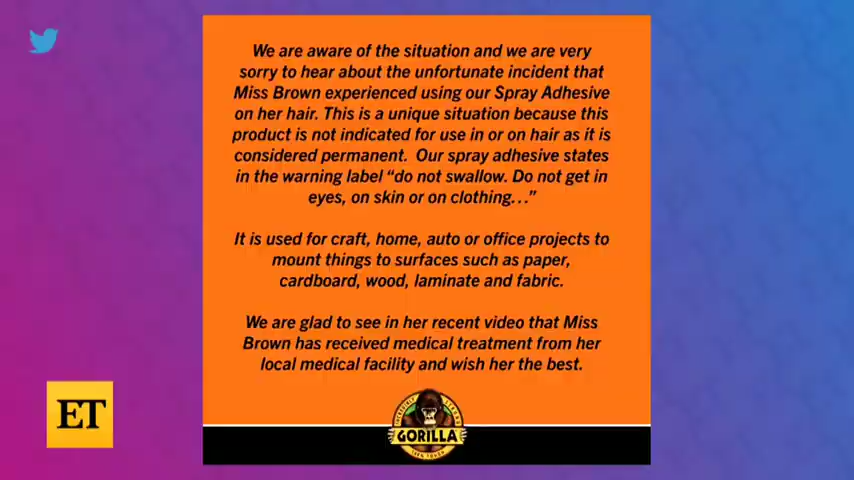 We are aware of the situation and we are very
sorry to hear about the unfortunate incident that
Miss Brown experienced using our Spray Adhesive
on her hair. This is a unique situation because this
product is not indicated for use in or on hair as it is
considered permanent. Our spray adhesive states
in the warning label “do not swallow. Do not get in
eyes, on skin or on clothing…”
It is used for craft, home, auto or office projects to
mount things to surfaces such as paper,
cardboard, wood, laminate and fabric.
We are glad to see in her recent video that Miss
Brown has received medical treatment from her
local medical facility and wish her the best.
ET
GORILLA